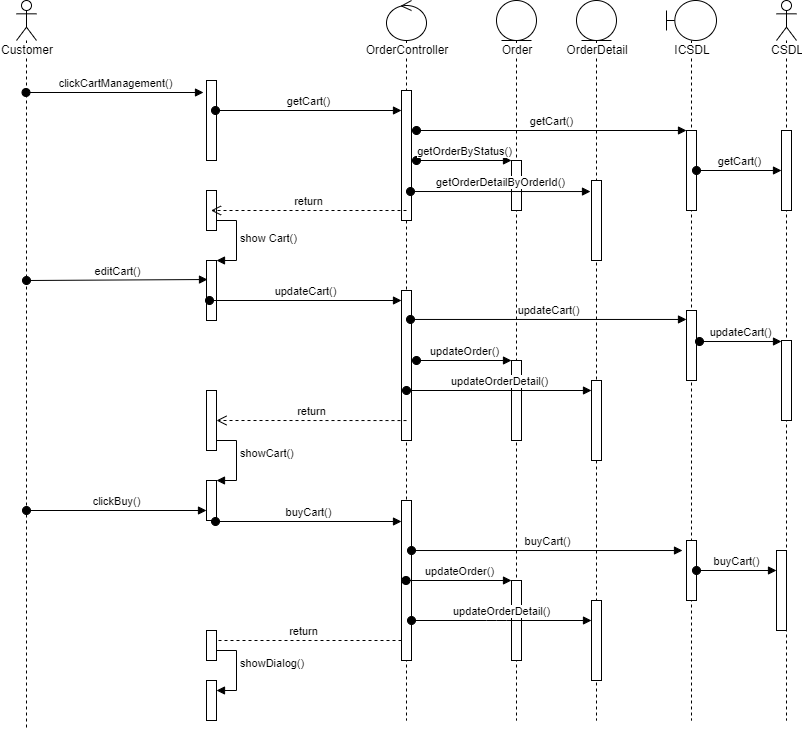 Customer
OrderController
Order
OrderDetail
ICSDL
CSDL
clickCartManagement()
getCart()
getCart()
getOrderByStatus()
getCart()
getOrderDetailByOrderId()
return
show Cart()
editCart()
updateCart()
updateCart()
updateCart()
updateOrder()
updateOrderDetail()
return
showCart()
clickBuy()
buyCart()
buyCart()
buyCart()
updateOrder()
updateOrderDetail()
return
showDialog()